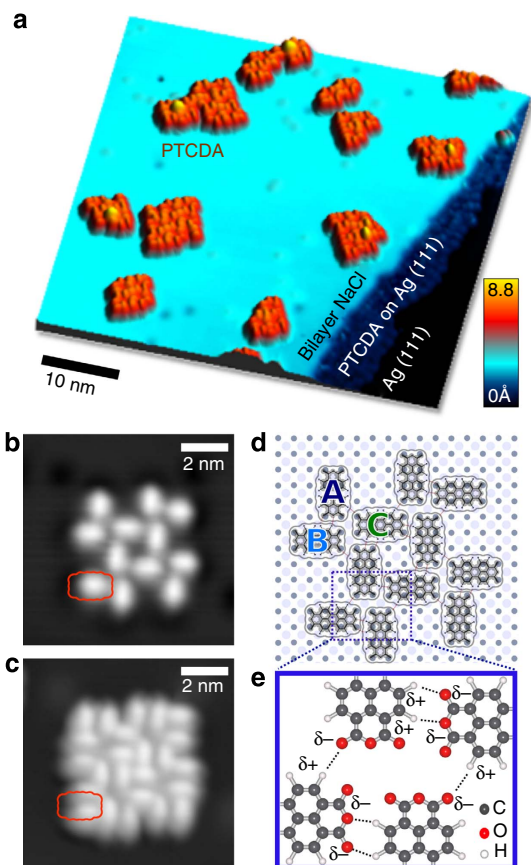 a
PTCDA
Bilayer NaCl
PTCDA on Ag (111)
Ag (111)
8.8
0Å
10 nm
b
2 nm
d
A
B
C
c
2 nm
e
δ+
δ−
δ+
δ−
δ−
δ+
δ−
δ+
δ−
δ−
δ−
C
O
H